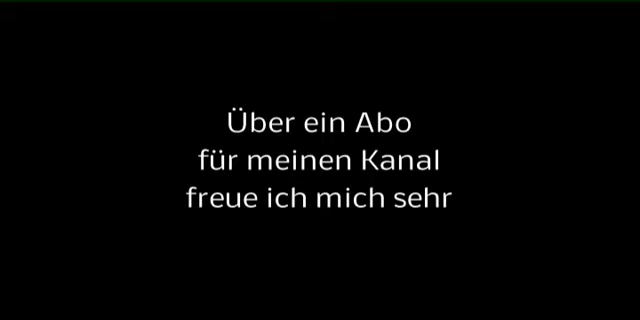 Über ein Abo
für meinen Kanal
freue ich mich sehr